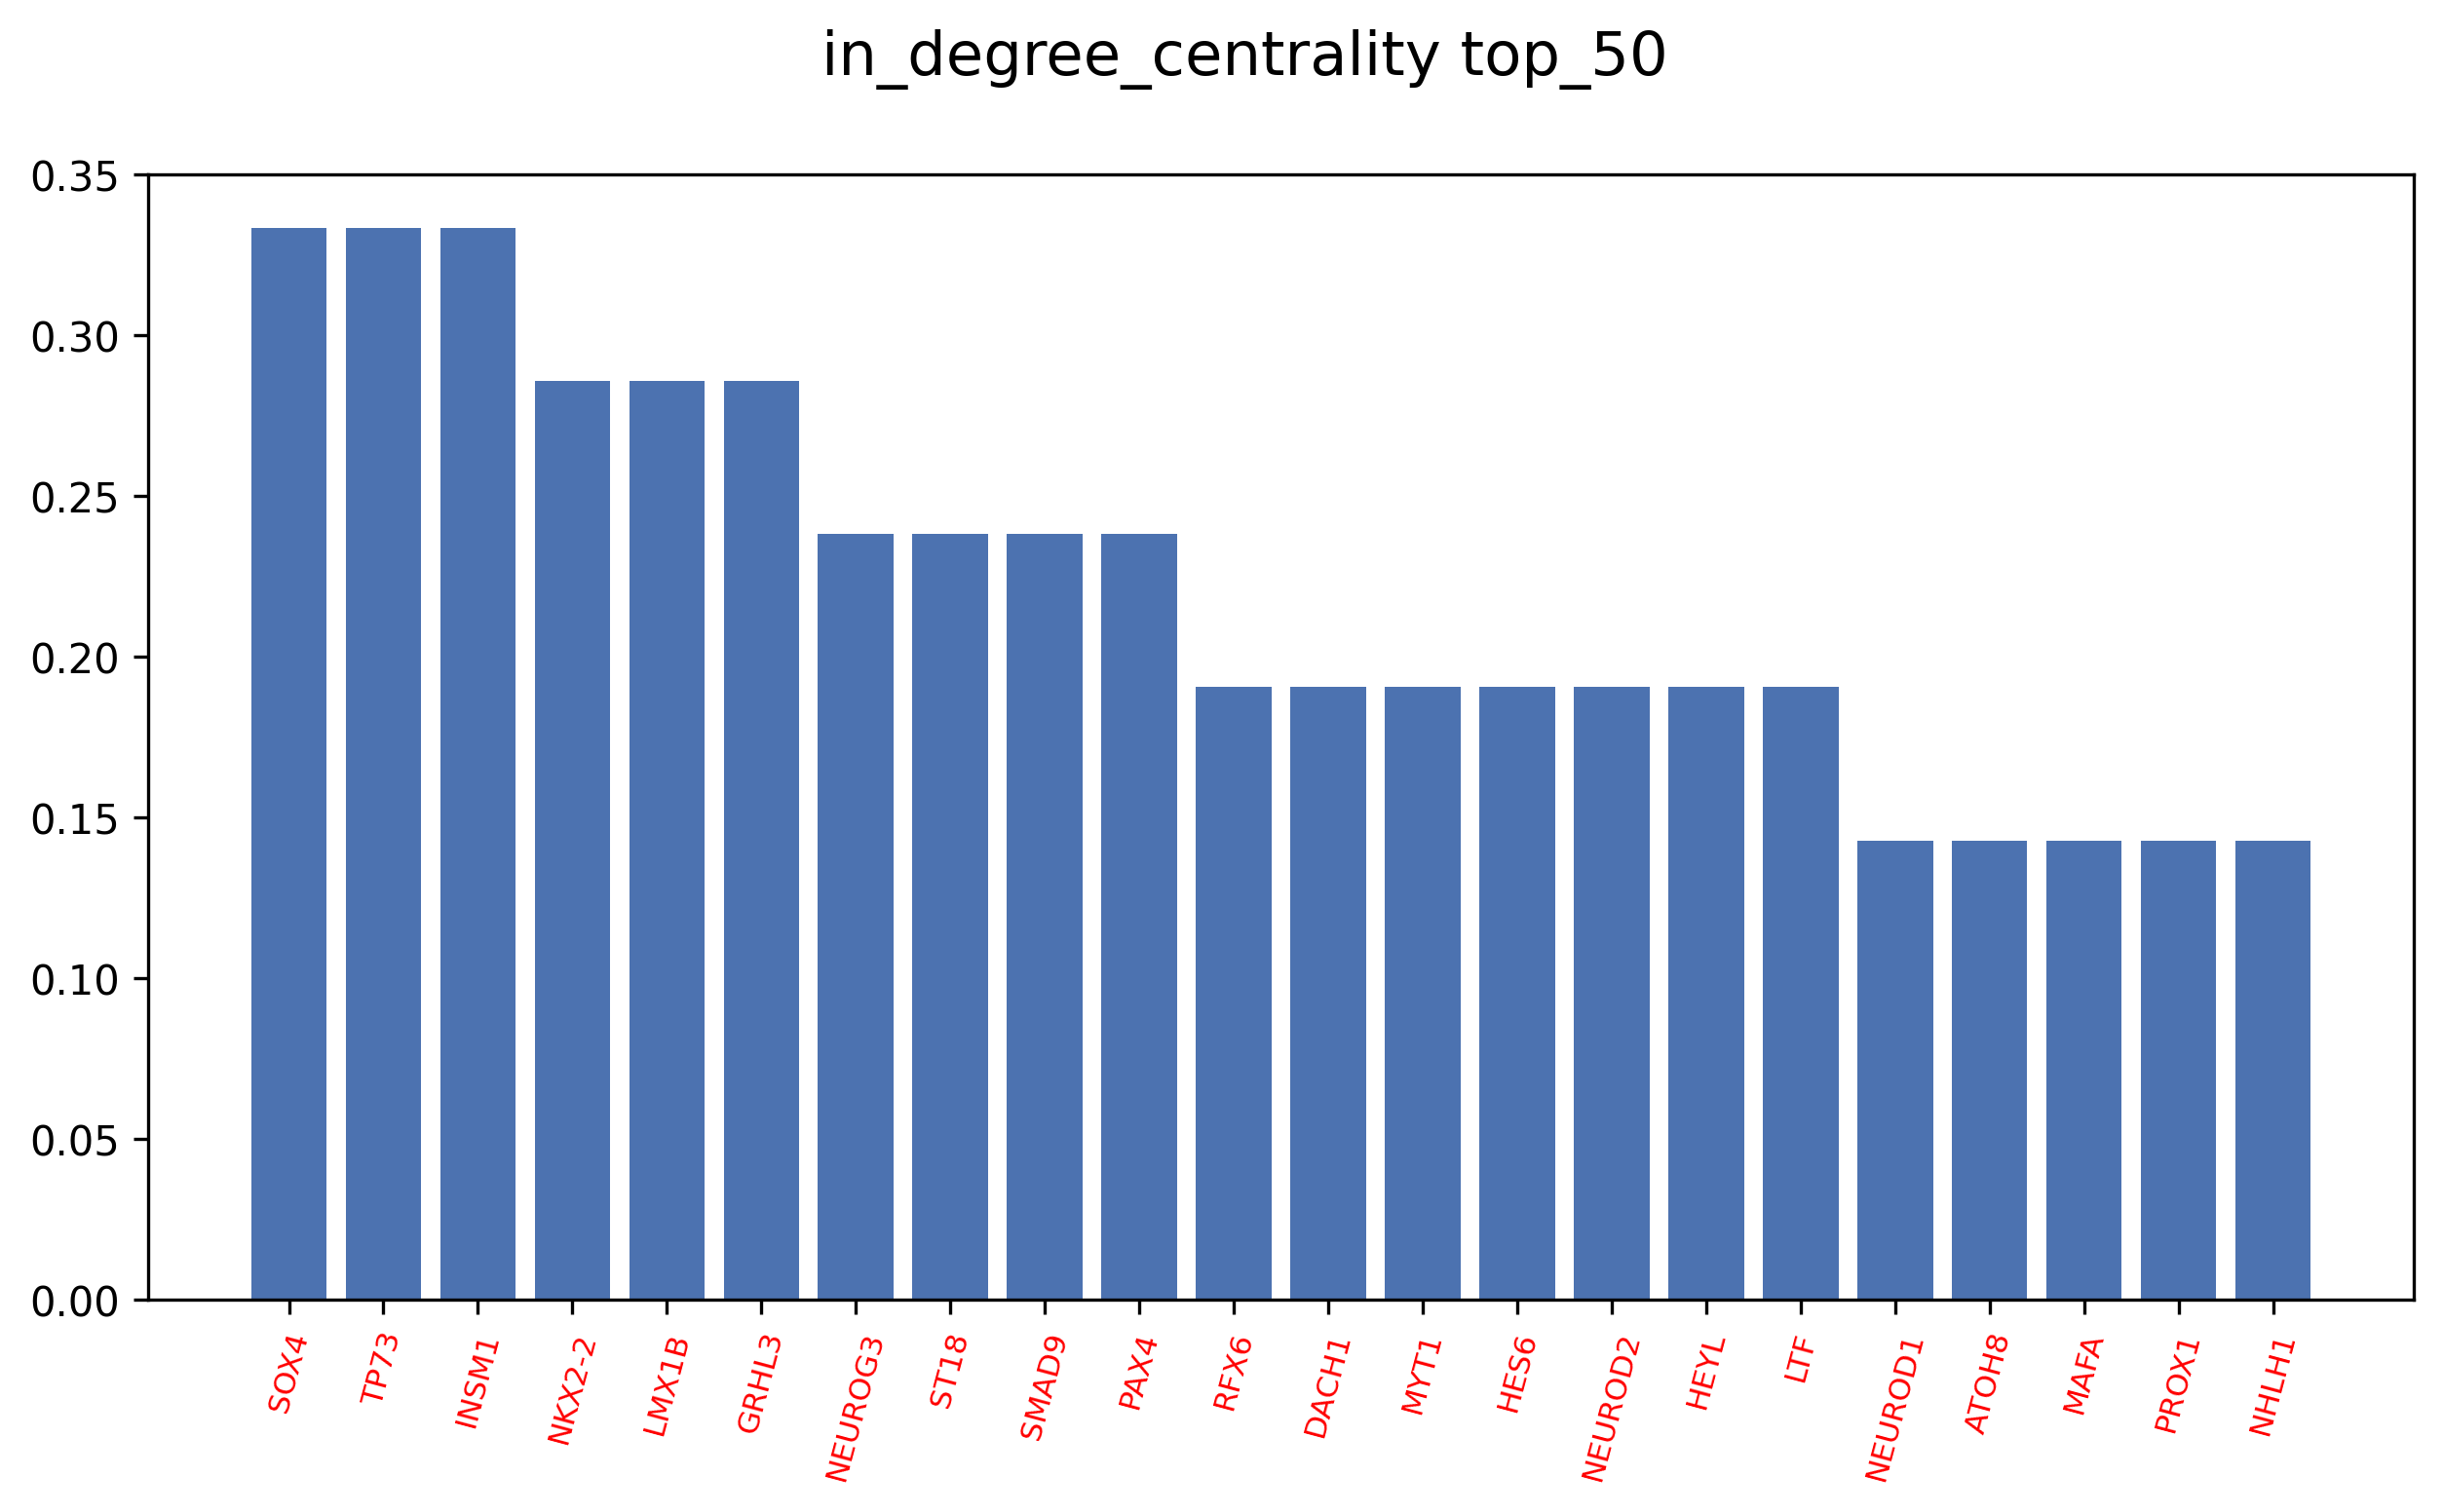 in_degree_centrality top_50
0.35
0.30
0.25
0.20
0.15
0.10
0.05
0.00
SOX4
TP73
INSM1
NKX2-2
LMX1B
GRHL3
NEUROG3
ST18
SMAD9
PAX4
RFX6
DACH1
MYT1
HES6
NEUROD2
HEYL
LTF
NEUROD1
ATOH8
MAFA
PROX1
NHLH1